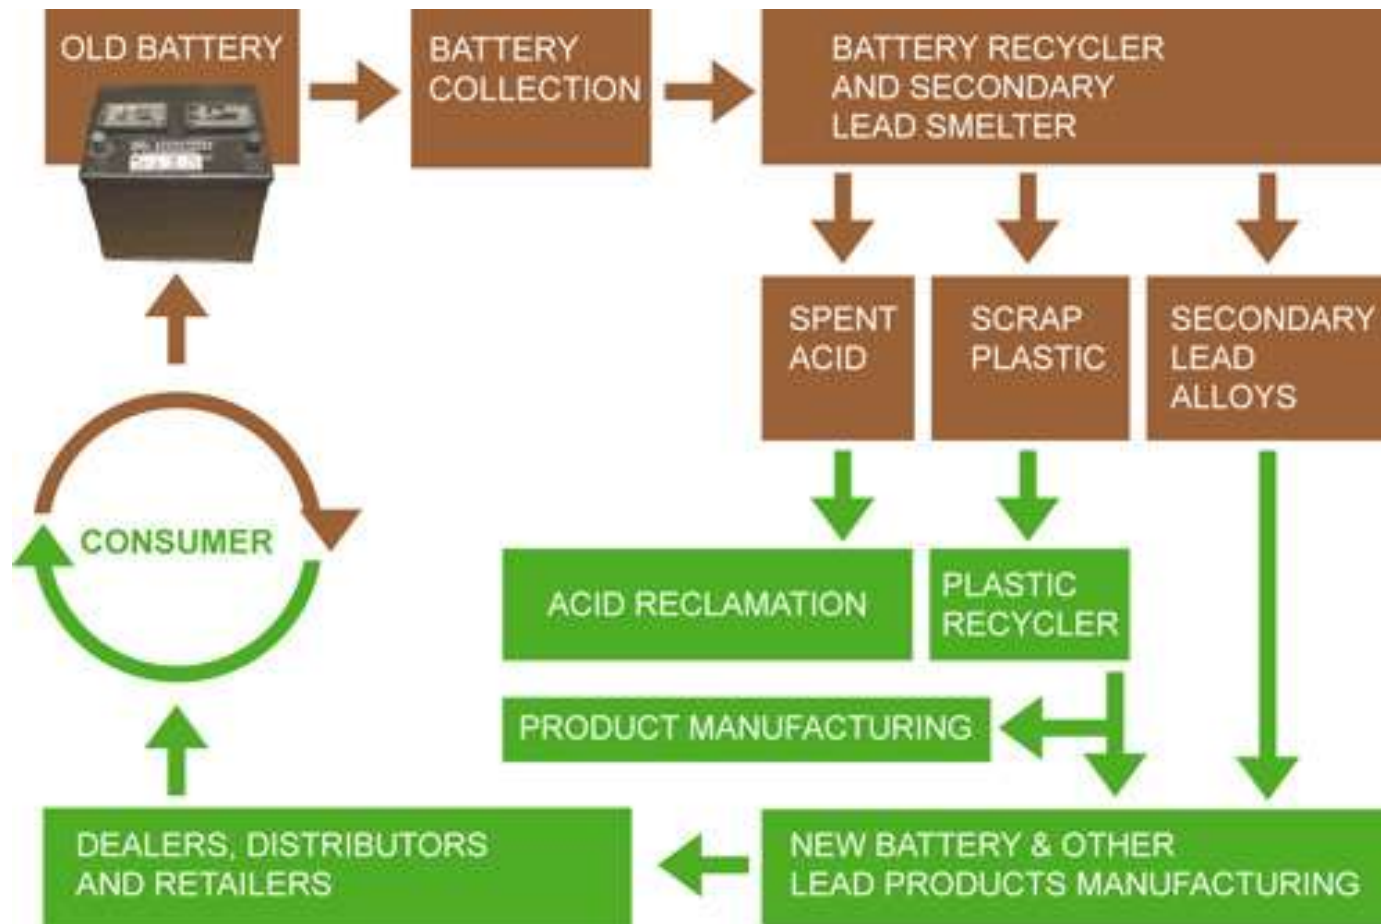 OLD BATTERY
BATTERY
COLLECTION
BATTERY RECYCLER
AND SECONDARY
LEAD SMELTER
SPENT
ACID
SCRAP
PLASTIC
SECONDARY
LEAD
ALLOYS
CONSUMER
ACID RECLAMATION
PLASTIC
RECYCLER
PRODUCT MANUFACTURING
DEALERS, DISTRIBUTORS
AND RETAILERS
NEW BATTERY & OTHER
LEAD PRODUCTS MANUFACTURING